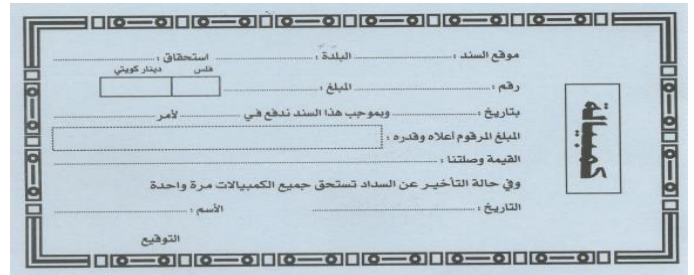 كمبيالة
موقع السند : البلدة : استحقاق :
فلس دينار كويتي
رقم : المبلغ :
بتاريخ : وبموجب هذا السند ندفع في لأمر
المبلغ المرقوم أعلاه وقدره :
القيمة وصلتنا :
وفي حالة التأخير عن السداد تستحق جميع الكمبيالات مرة واحدة
التاريخ : الأسم :
التوقيع